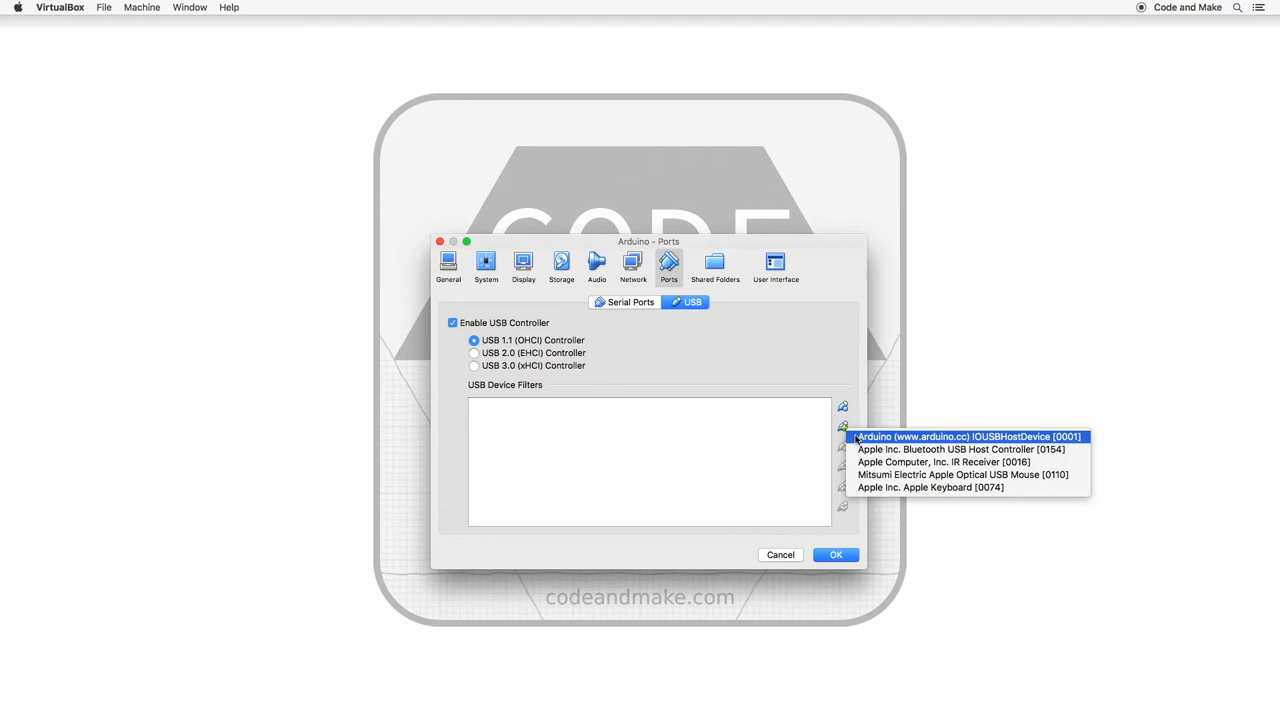 VirtualBox File Machine Window Help Code and Make
CODE
Arduino - Ports
General System Display Storage Audio Network Ports Shared Folders User Interface
Serial Ports USB
Enable USB Controller
USB 1.1 (OHCI) Controller
USB 2.0 (EHCI) Controller
USB 3.0 (xHCI) Controller
USB Device Filters
Arduino (www.arduino.cc) IOUSBHostDevice [0001]
Apple Inc. Bluetooth USB Host Controller [0154]
Apple Computer, Inc. IR Receiver [0016]
Mitsumi Electric Apple Optical USB Mouse [0110]
Apple Inc. Apple Keyboard [0074]
Cancel OK
codeandmake.com